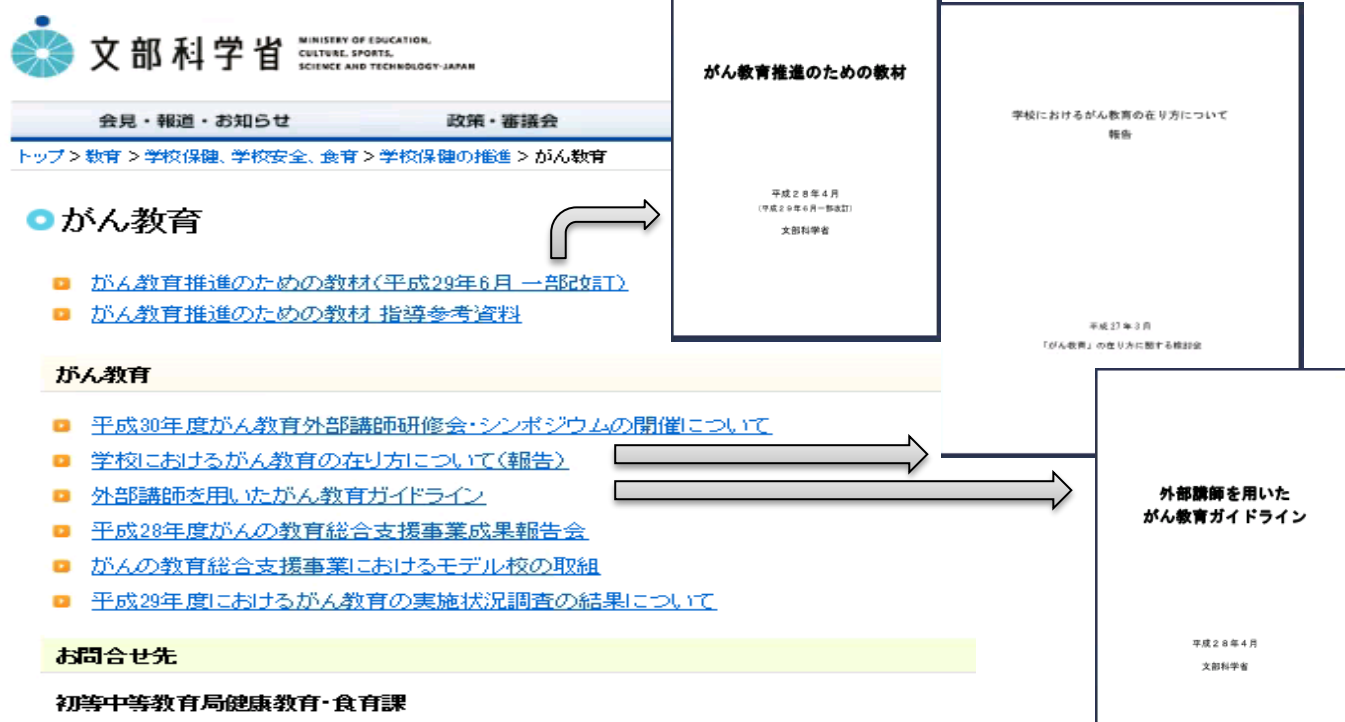 文部科学省
MINISTRY OF EDUCATION,
CULTURE, SPORTS,
SCIENCE AND TECHNOLOGY-JAPAN
会見・報道・お知らせ 政策・審議会
トップ > 教育 > 学校保健、学校安全、食育 > 学校保健の推進 > がん教育
がん教育
がん教育推進のための教材(平成29年6月 一部改訂)
がん教育推進のための教材 指導参考資料
がん教育
平成30年度がん教育外部講師研修会・シンポジウムの開催について
学校におけるがん教育の在り方について(報告)
外部講師を用いたがん教育ガイドライン
平成28年度がんの教育総合支援事業成果報告会
がんの教育総合支援事業におけるモデル校の取組
平成29年度におけるがん教育の実施状況調査の結果について
お問合せ先
初等中等教育局健康教育・食育課
がん教育推進のための教材
平成28年4月
(平成29年6月一部改訂)
文部科学省
学校におけるがん教育の在り方について
報告
平成27年3月
「がん教育」の在り方に関する検討会
外部講師を用いた
がん教育ガイドライン
平成28年4月
文部科学省